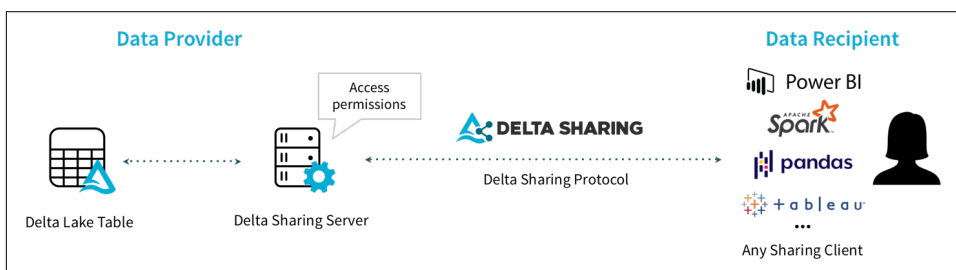 Data Provider
Data Recipient
Access
permissions
Power BI
APACHE
Spark™
DELTA SHARING
pandas
Delta Sharing Protocol
+ a b l e a u
Delta Lake Table
Delta Sharing Server
...
Any Sharing Client